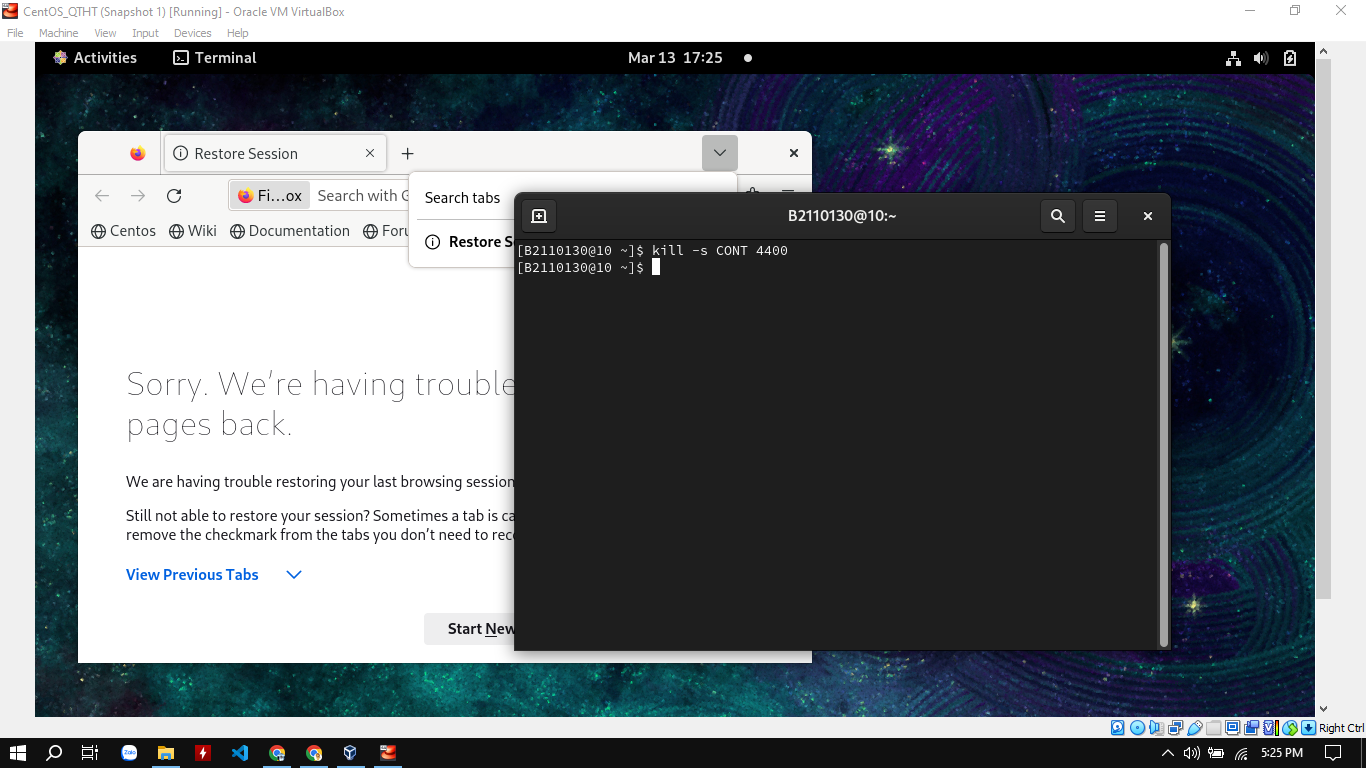 CentOS_QTHT (Snapshot 1) [Running] - Oracle VM VirtualBox
File Machine View Input Devices Help
Activities Terminal Mar 13 17:25
Restore Session
Fi...ox Search with G
Search tabs
Centos Wiki Documentation Foru
Restore Se
B2110130@10:~
[B2110130@10 ~]$ kill -s CONT 4400
[B2110130@10 ~]$
Sorry. We're having trouble
pages back.
We are having trouble restoring your last browsing session
Still not able to restore your session? Sometimes a tab is ca
remove the checkmark from the tabs you don't need to reco
View Previous Tabs
Start New
Right Ctrl
Zalo
5:25 PM